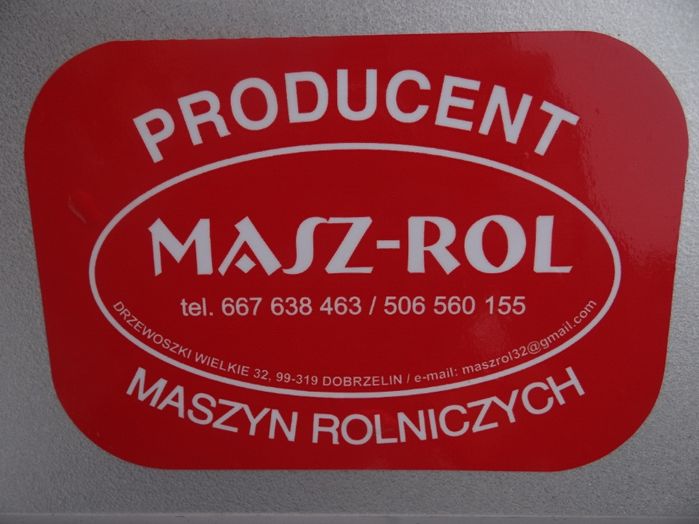 PRODUCENT
MASZ-ROL
tel. 667 638 463 / 506 560 155
DRZEWOSZKI WIELKIE 32, 99-319 DOBRZELIN / e-mail: maszrol32@gmail.com
MASZYN ROLNICZYCH